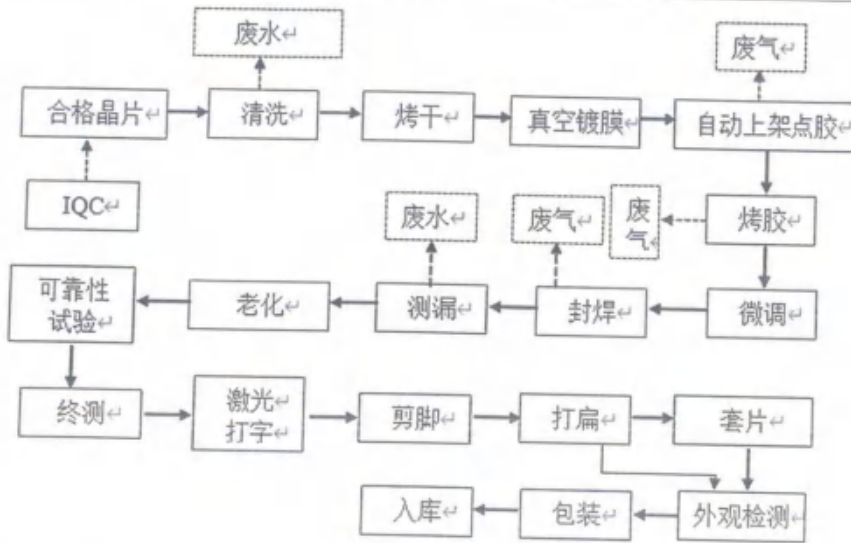 废水
废气
合格晶片
清洗
烤干
真空镀膜
自动上架点胶
IQC
废水
废气
废
气
烤胶
可靠性
试验
老化
测漏
封焊
微调
终测
激光
打字
剪脚
打扁
套片
入库
包装
外观检测